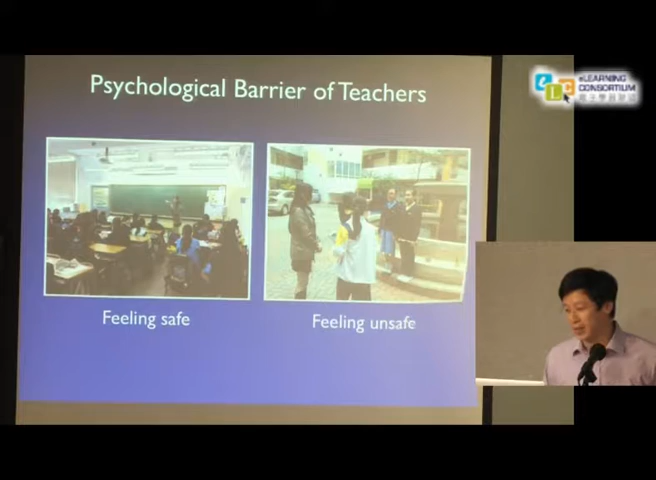 Psychological Barrier of Teachers
eLEARNING
CONSORTIUM
Feeling safe
Feeling unsafe